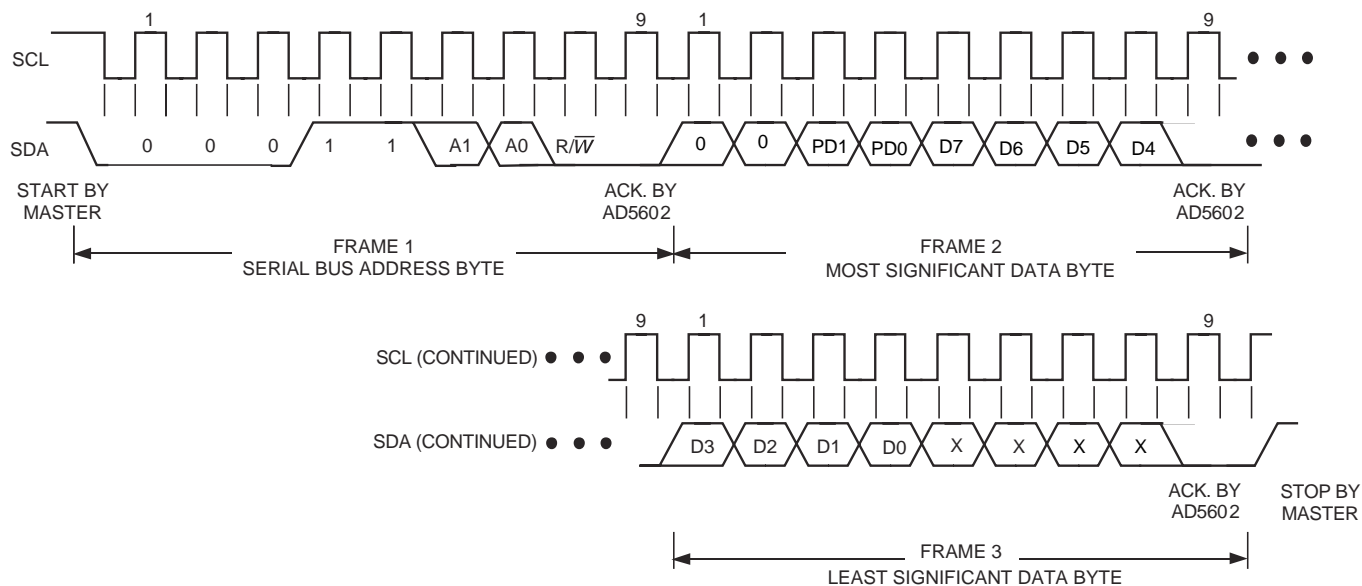 1 9 1 9
SCL
SDA 0 0 0 1 1 A1 A0 R/W̅ 0 0 PD1 PD0 D7 D6 D5 D4
START BY
MASTER
ACK. BY
AD5602
ACK. BY
AD5602
FRAME 1
SERIAL BUS ADDRESS BYTE
FRAME 2
MOST SIGNIFICANT DATA BYTE
9 1 9
SCL (CONTINUED)
SDA (CONTINUED) D3 D2 D1 D0 X X X X
ACK. BY
AD5602
STOP BY
MASTER
FRAME 3
LEAST SIGNIFICANT DATA BYTE